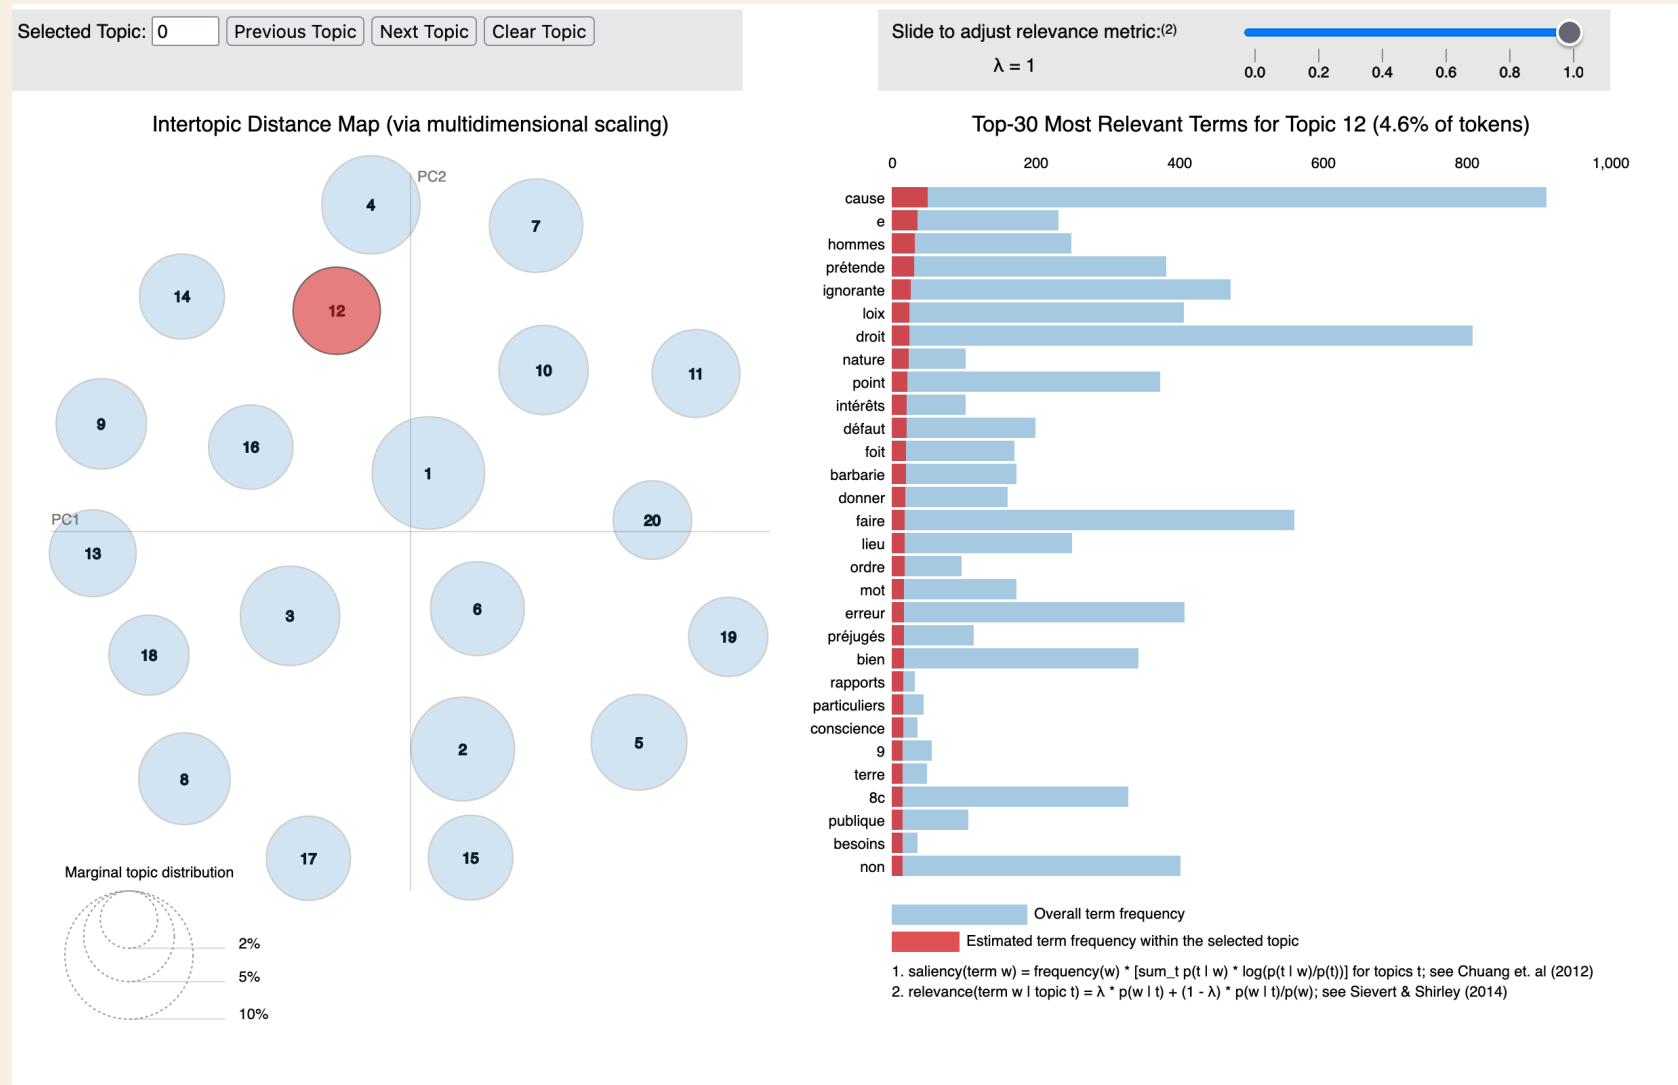 Selected Topic: 0 Previous Topic Next Topic Clear Topic
Slide to adjust relevance metric:(2)
λ = 1
0.0 0.2 0.4 0.6 0.8 1.0
Intertopic Distance Map (via multidimensional scaling)
PC2
PC1
4
7
14
12
10
11
9
16
1
20
13
3
6
19
18
2
5
8
17
15
Marginal topic distribution
2%
5%
10%
Top-30 Most Relevant Terms for Topic 12 (4.6% of tokens)
0 200 400 600 800 1,000
cause
e
hommes
prétende
ignorante
loix
droit
nature
point
intérêts
défaut
foit
barbarie
donner
faire
lieu
ordre
mot
erreur
préjugés
bien
rapports
particuliers
conscience
9
terre
8c
publique
besoins
non
Overall term frequency
Estimated term frequency within the selected topic
1. saliency(term w) = frequency(w) * [sum_t p(t | w) * log(p(t | w)/p(t))] for topics t; see Chuang et. al (2012)
2. relevance(term w | topic t) = λ * p(w | t) + (1 - λ) * p(w | t)/p(w); see Sievert & Shirley (2014)